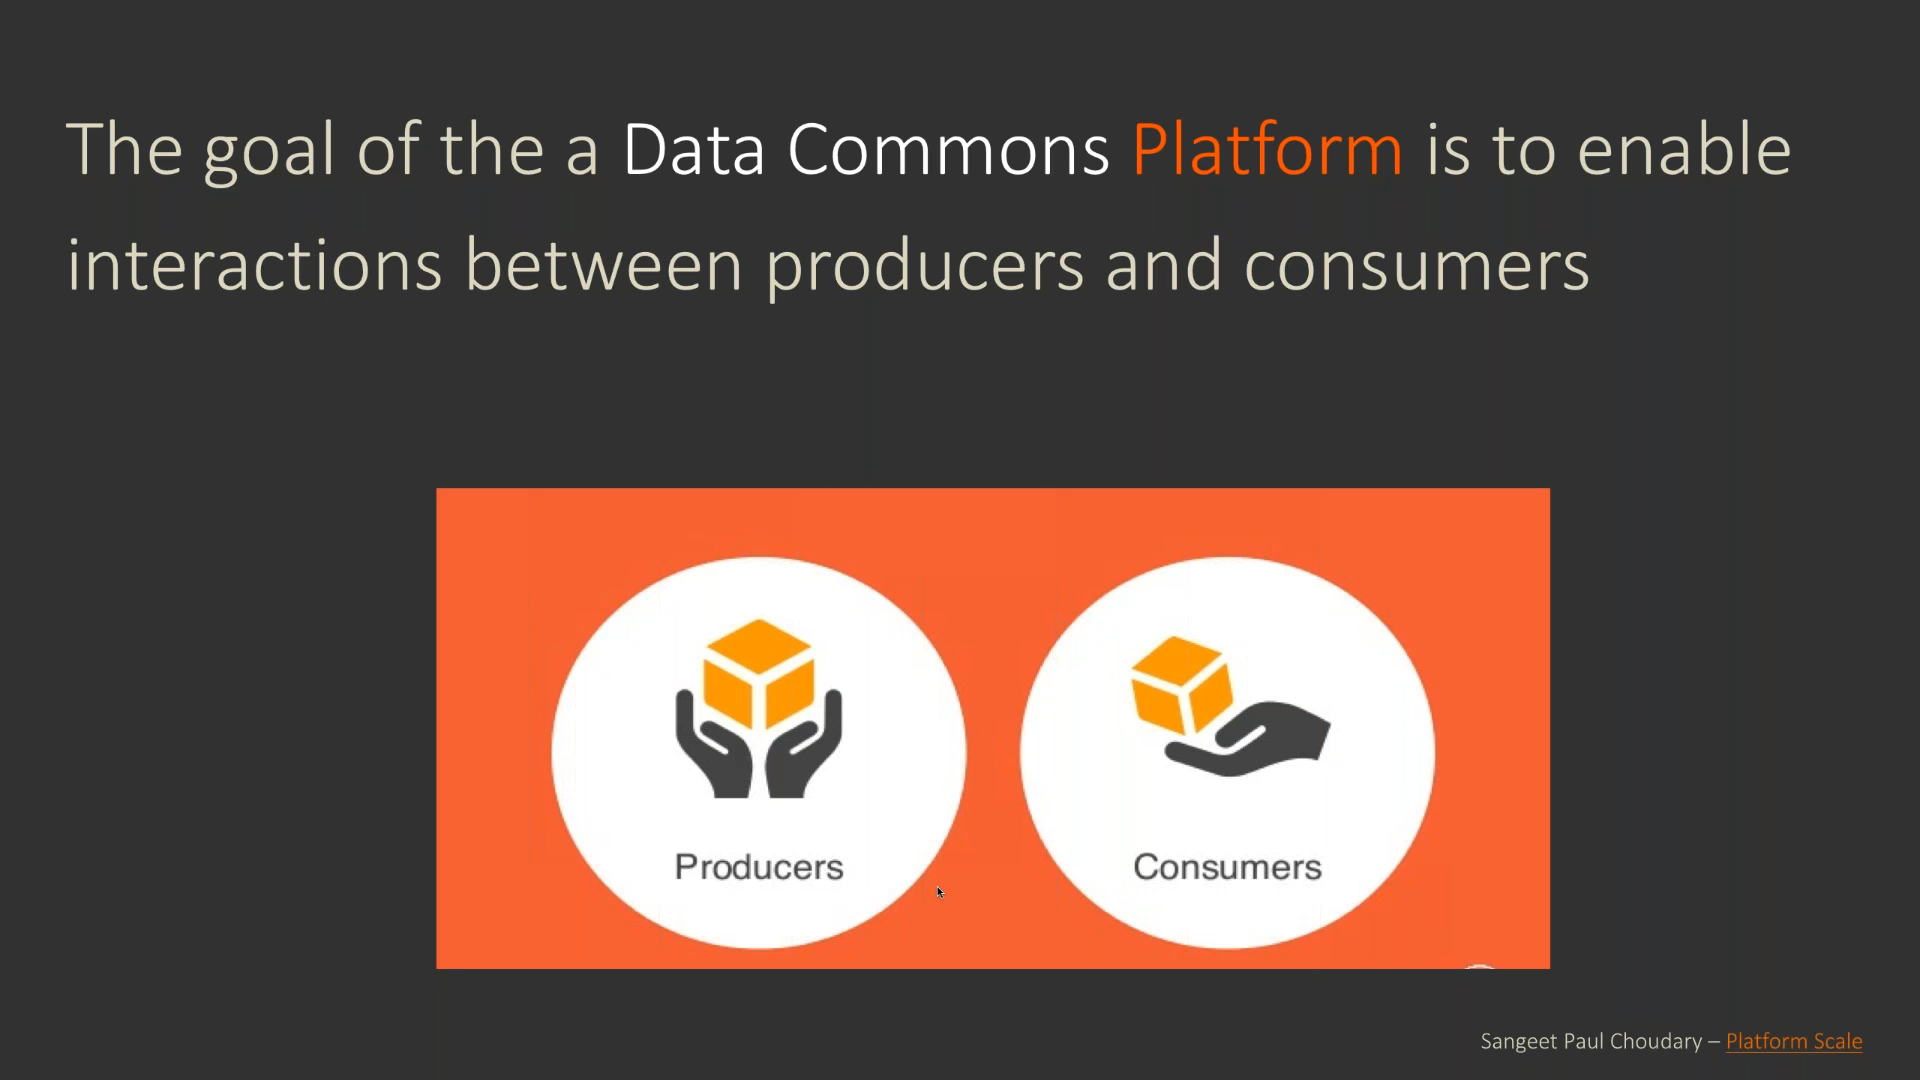 The goal of the a Data Commons Platform is to enable
interactions between producers and consumers
Producers
Consumers
Sangeet Paul Choudary – Platform Scale